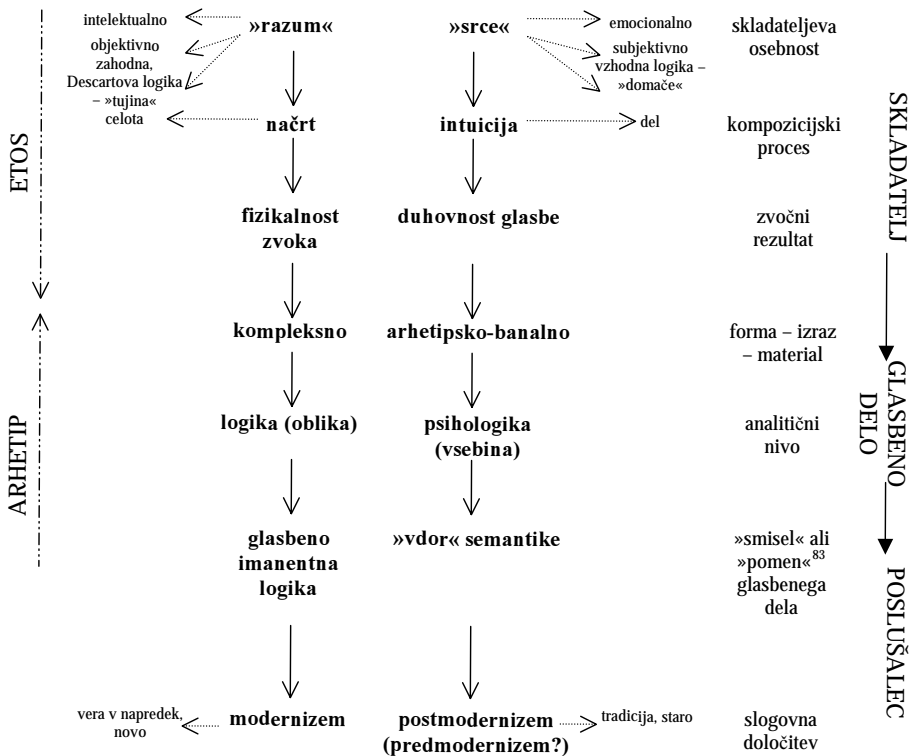 intelektualno
»razum«
»srce«
emocionalno
skladateljeva
osebnost
objektivno
zahodna,
Descartova logika
– »tujina«
celota
subjektivno
vzhodna logika –
»domače«
načrt
intuicija
del
kompozicijski
proces
fizikalnost
zvoka
duhovnost glasbe
zvočni
rezultat
kompleksno
arhetipsko-banalno
forma – izraz
– material
logika (oblika)
psihologika
(vsebina)
analitični
nivo
glasbeno
imanentna
logika
»vdor« semantike
»smisel« ali
»pomen«83
glasbenega
dela
vera v napredek,
novo
modernizem
postmodernizem
(predmodernizem?)
tradicija, staro
slogovna
določitev
ETOS
ARHETIP
SKLADATELJ
GLASBENO
DELO
POSLUŠALEC